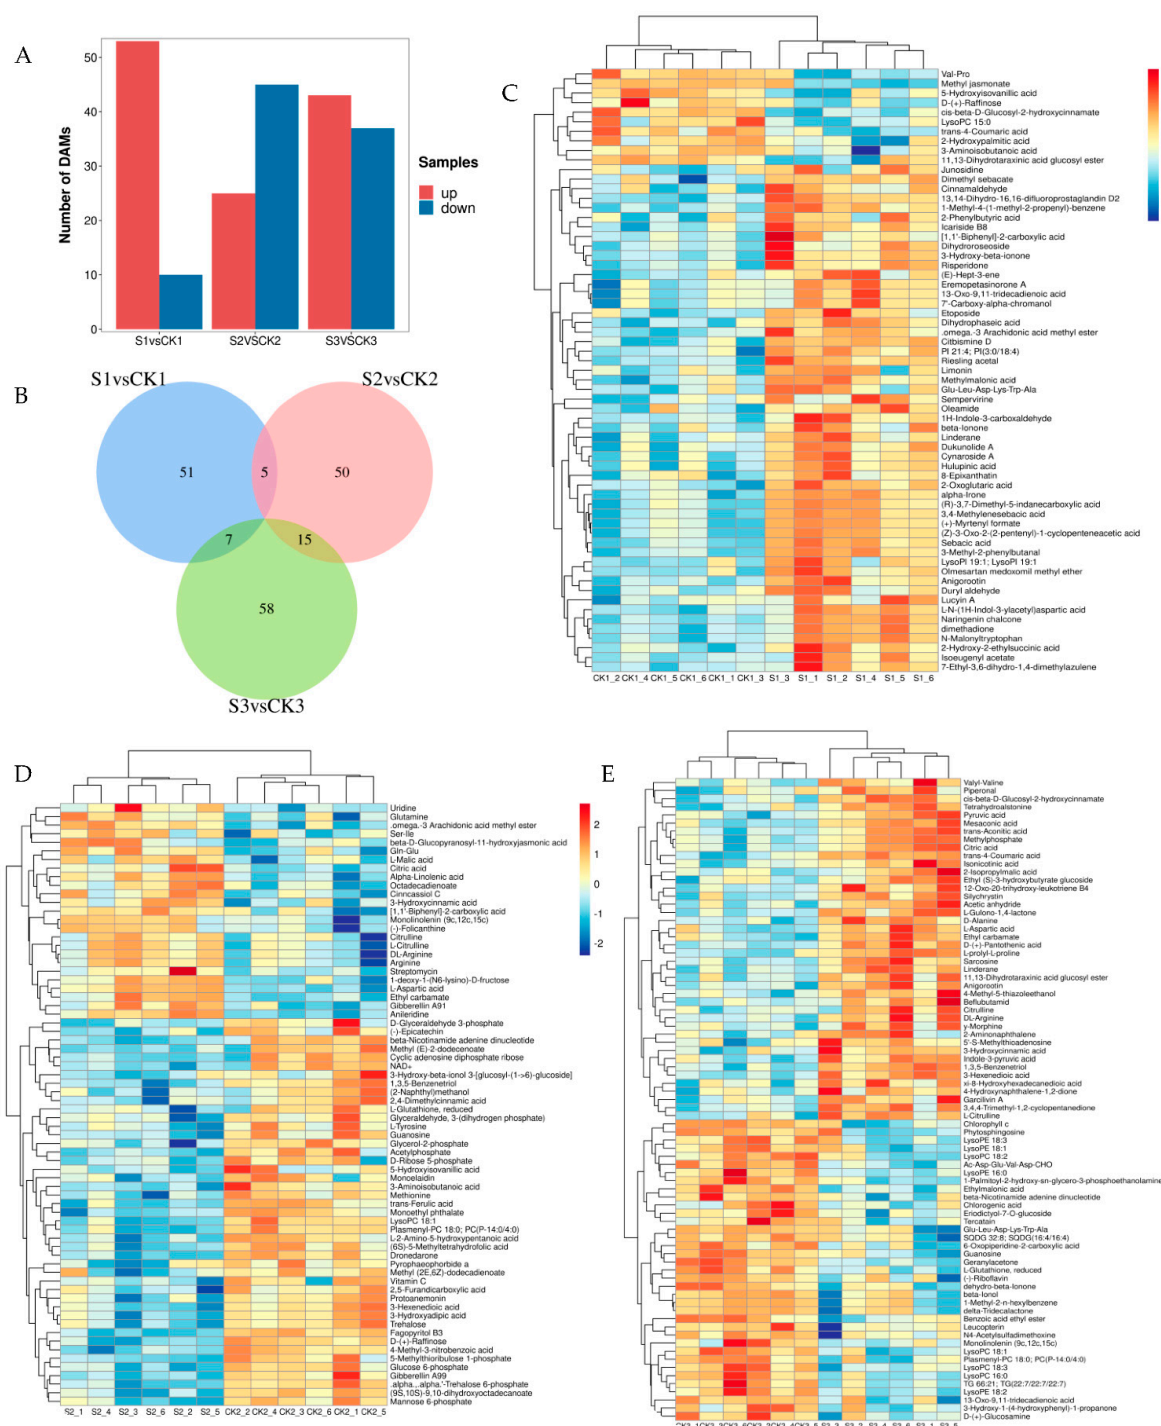 A
50
40
30
20
10
0
Number of DAMs
S1vsCK1
S2VSCK2
S3VSCK3
Samples
up
down
B
S1vsCK1
S2vsCK2
51
5
50
7
15
58
S3vsCK3
C
Val-Pro
Methyl jasmonate
5-Hydroxyisovanillic acid
D-(+)-Raffinose
cis-beta-D-Glucosyl-2-hydroxycinnamate
LysoPC 15:0
trans-4-Coumaric acid
2-Hydroxypalmitic acid
3-Aminoisobutanoic acid
11,13-Dihydrotaraxinic acid glucosyl ester
Junosidine
Dimethyl sebacate
Cinnamaldehyde
13,14-Dihydro-16,16-difluoroprostaglandin D2
1-Methyl-4-(1-methyl-2-propenyl)-benzene
2-Phenylbutyric acid
Icariside B8
[1,1'-Biphenyl]-2-carboxylic acid
Dihydroroseoside
3-Hydroxy-beta-ionone
Risperidone
(E)-Hept-3-ene
Eremopetasinorone A
13-Oxo-9,11-tridecadienoic acid
7'-Carboxy-alpha-chromanol
Etoposide
Dihydrophaseic acid
.omega.-3 Arachidonic acid methyl ester
Citbismine D
PI 21:4; PI(3:0/18:4)
Riesling acetal
Limonin
Methylmalonic acid
Glu-Leu-Asp-Lys-Trp-Ala
Sempervirine
Oleamide
1H-Indole-3-carboxaldehyde
beta-Ionone
Linderane
Dukunolide A
Cynaroside A
Hulupinic acid
8-Epixanthatin
2-Oxoglutaric acid
alpha-Irone
(R)-3,7-Dimethyl-5-indanecarboxylic acid
3,4-Methylenesebacic acid
(+)-Myrtenyl formate
(Z)-3-Oxo-2-(2-pentenyl)-1-cyclopenteneacetic acid
Sebacic acid
3-Methyl-2-phenylbutanal
LysoPI 19:1; LysoPI 19:1
Olmesartan medoxomil methyl ether
Anigorootin
Duryl aldehyde
Lucyin A
L-N-(1H-Indol-3-ylacetyl)aspartic acid
Naringenin chalcone
dimethadione
N-Malonyltryptophan
2-Hydroxy-2-ethylsuccinic acid
Isoeugenyl acetate
7-Ethyl-3,6-dihydro-1,4-dimethylazulene
CK1_2 CK1_4 CK1_5 CK1_6 CK1_1 CK1_3 S1_3 S1_1 S1_2 S1_4 S1_5 S1_6
D
Uridine
Glutamine
.omega.-3 Arachidonic acid methyl ester
Ser-Ile
beta-D-Glucopyranosyl-11-hydroxyjasmonic acid
Gln-Glu
L-Malic acid
Citric acid
Alpha-Linolenic acid
Octadecadienoate
Cinncassiol C
3-Hydroxycinnamic acid
[1,1'-Biphenyl]-2-carboxylic acid
Monolinolenin (9c,12c,15c)
(-)-Folicanthine
Citrulline
L-Citrulline
DL-Arginine
Arginine
Streptomycin
1-deoxy-1-(N6-lysino)-D-fructose
L-Aspartic acid
Ethyl carbamate
Gibberellin A91
Anileridine
D-Glyceraldehyde 3-phosphate
(-)-Epicatechin
beta-Nicotinamide adenine dinucleotide
Methyl (E)-2-dodecenoate
Cyclic adenosine diphosphate ribose
NAD+
3-Hydroxy-beta-ionol 3-[glucosyl-(1->6)-glucoside]
1,3,5-Benzenetriol
(2-Naphthyl)methanol
2,4-Dimethylcinnamic acid
L-Glutathione, reduced
Glyceraldehyde, 3-(dihydrogen phosphate)
L-Tyrosine
Guanosine
Glycerol-2-phosphate
Acetylphosphate
D-Ribose 5-phosphate
5-Hydroxyisovanillic acid
Monoelaidin
3-Aminoisobutanoic acid
Methionine
trans-Ferulic acid
Monoethyl phthalate
LysoPC 18:1
Plasmenyl-PC 18:0; PC(P-14:0/4:0)
L-2-Amino-5-hydroxypentanoic acid
(6S)-5-Methyltetrahydrofolic acid
Dronedarone
Pyrophaeophorbide a
Methyl (2E,6Z)-dodecadienoate
Vitamin C
2,5-Furandicarboxylic acid
Protoanemonin
3-Hexenedioic acid
3-Hydroxyadipic acid
Trehalose
Fagopyritol B3
D-(+)-Raffinose
4-Methyl-3-nitrobenzoic acid
5-Methylthioribulose 1-phosphate
Glucose 6-phosphate
Gibberellin A99
.alpha.,.alpha.'-Trehalose 6-phosphate
(9S,10S)-9,10-dihydroxyoctadecanoate
Mannose 6-phosphate
S2_1 S2_4 S2_3 S2_6 S2_2 S2_5 CK2_2 CK2_4 CK2_3 CK2_6 CK2_1 CK2_5
2
1
0
-1
-2
E
Valyl-Valine
Piperonal
cis-beta-D-Glucosyl-2-hydroxycinnamate
Tetrahydroalstonine
Pyruvic acid
Mesaconic acid
trans-Aconitic acid
Methylphosphate
Citric acid
trans-4-Coumaric acid
Isonicotinic acid
2-Isopropylmalic acid
Ethyl (S)-3-hydroxybutyrate glucoside
12-Oxo-20-trihydroxy-leukotriene B4
Silychrystin
Acetic anhydride
L-Gulono-1,4-lactone
D-Alanine
L-Aspartic acid
Ethyl carbamate
D-(+)-Pantothenic acid
L-prolyl-L-proline
Sarcosine
Linderane
11,13-Dihydrotaraxinic acid glucosyl ester
Anigorootin
4-Methyl-5-thiazoleethanol
Beflubutamid
Citrulline
DL-Arginine
y-Morphine
2-Aminonaphthalene
5'-S-Methylthioadenosine
3-Hydroxycinnamic acid
Indole-3-pyruvic acid
1,3,5-Benzenetriol
3-Hexenedioic acid
xi-8-Hydroxyhexadecanedioic acid
4-Hydroxynaphthalene-1,2-dione
Garcilivin A
3,4,4-Trimethyl-1,2-cyclopentanedione
L-Citrulline
Chlorophyll c
Phytosphingosine
LysoPE 18:3
LysoPE 18:1
LysoPC 18:2
Ac-Asp-Glu-Val-Asp-CHO
LysoPE 16:0
1-Palmitoyl-2-hydroxy-sn-glycero-3-phosphoethanolamine
Ethylmalonic acid
beta-Nicotinamide adenine dinucleotide
Chlorogenic acid
Eriodictyol-7-O-glucoside
Tercatain
Glu-Leu-Asp-Lys-Trp-Ala
SQDG 32:8; SQDG(16:4/16:4)
6-Oxopiperidine-2-carboxylic acid
Guanosine
Geranylacetone
L-Glutathione, reduced
(-)-Riboflavin
dehydro-beta-Ionone
beta-Ionol
1-Methyl-2-n-hexylbenzene
delta-Tridecalactone
Benzoic acid ethyl ester
Leucopterin
N4-Acetylsulfadimethoxine
Monolinolenin (9c,12c,15c)
LysoPC 18:1
Plasmenyl-PC 18:0; PC(P-14:0/4:0)
LysoPC 18:3
LysoPC 16:0
TG 66:21; TG(22:7/22:7/22:7)
LysoPE 18:2
13-Oxo-9,11-tridecadienoic acid
3-Hydroxy-1-(4-hydroxyphenyl)-1-propanone
D-(+)-Glucosamine